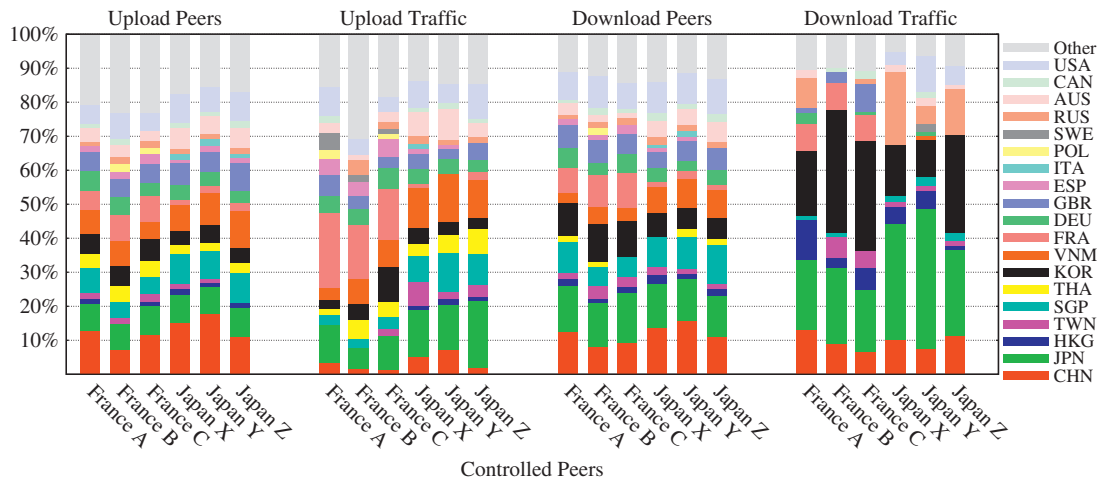 Upload Peers Upload Traffic Download Peers Download Traffic
100%
90%
80%
70%
60%
50%
40%
30%
20%
10%
Other
USA
CAN
AUS
RUS
SWE
POL
ITA
ESP
GBR
DEU
FRA
VNM
KOR
THA
SGP
TWN
HKG
JPN
CHN
France A
France B
France C
Japan X
Japan Y
Japan Z
France A
France B
France C
Japan X
Japan Y
Japan Z
France A
France B
France C
Japan X
Japan Y
Japan Z
France A
France B
France C
Japan X
Japan Y
Japan Z
Controlled Peers